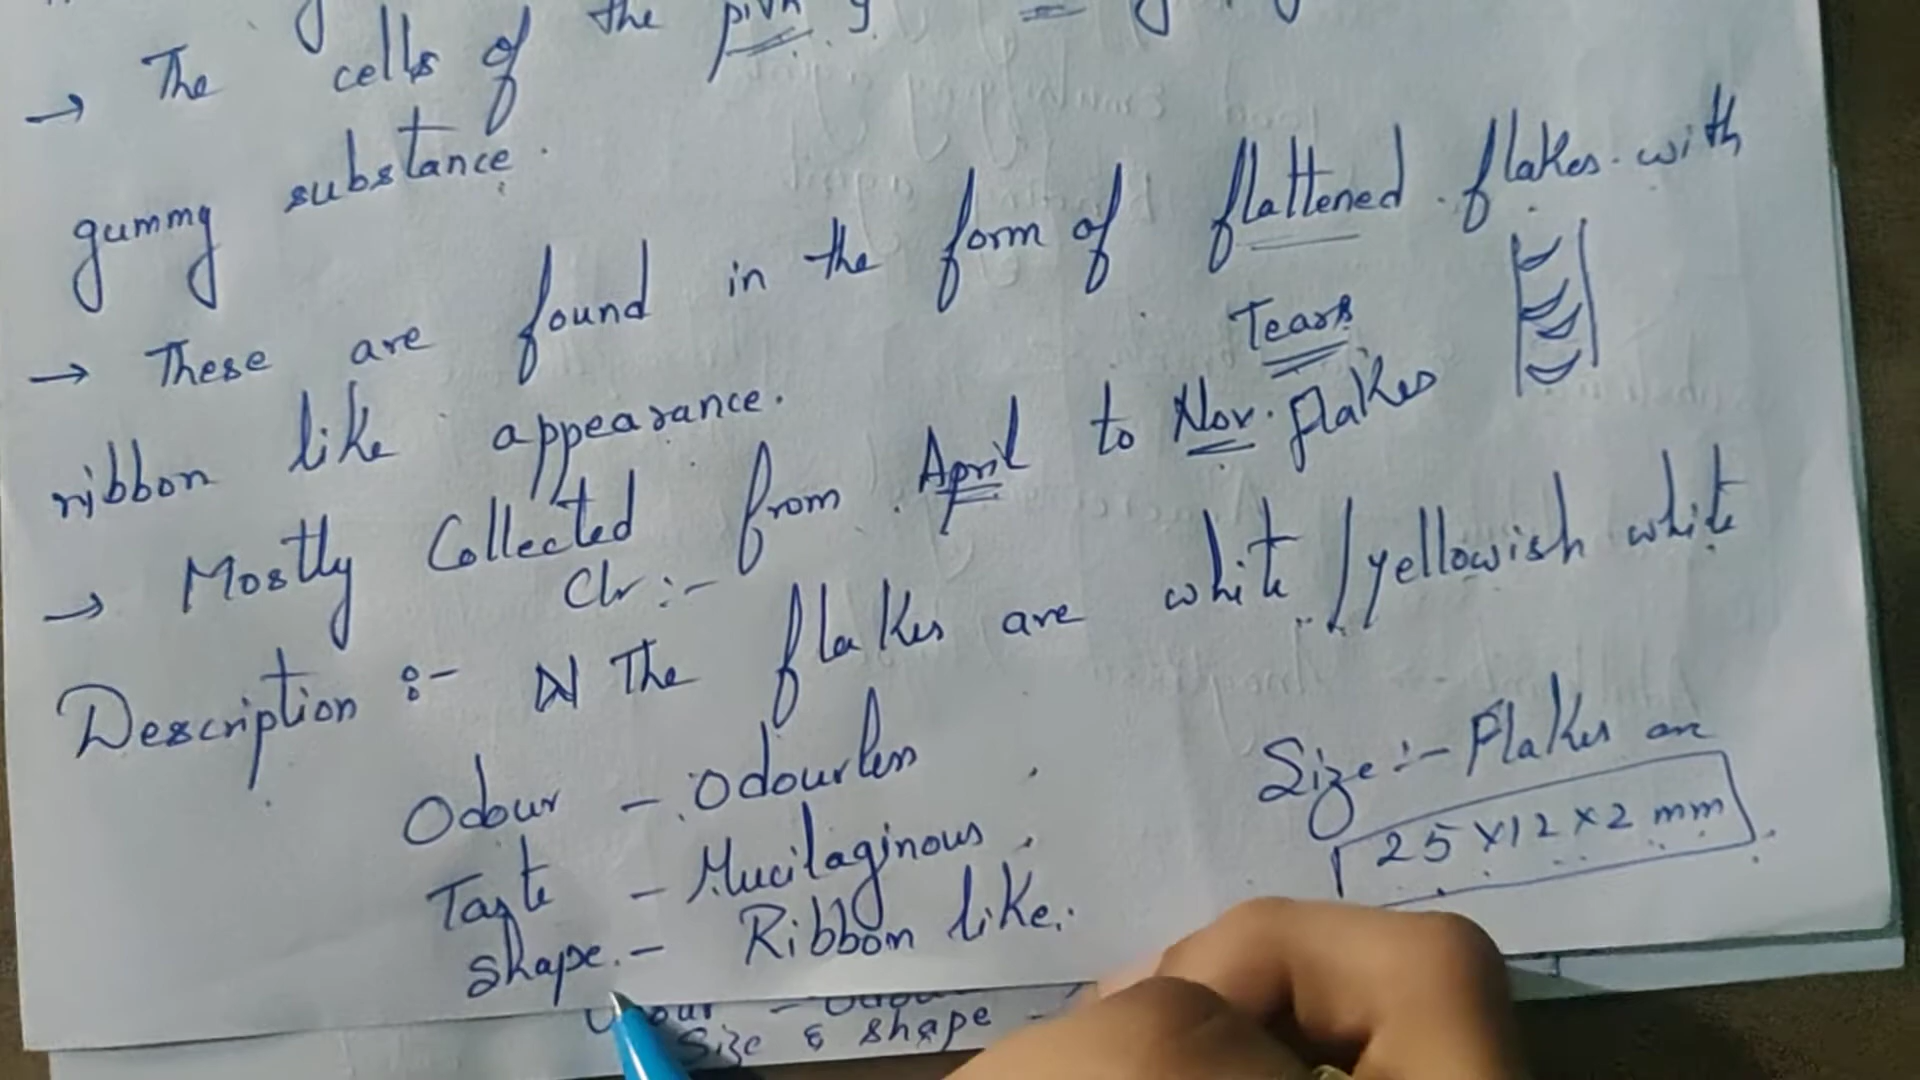 → The cells of the pith
gummy substance.
→ These are found in the form of flattened flakes with
ribbon like appearance.
Tears
→ Mostly Collected from April to Nov. flakes
Clr :-
Description :- The flakes are white / yellowish white
Odour - Odourless
Size :- Flakes are
25 x 12 x 2 mm
Taste - Mucilaginous
Shape - Ribbon like.
Size & shape -